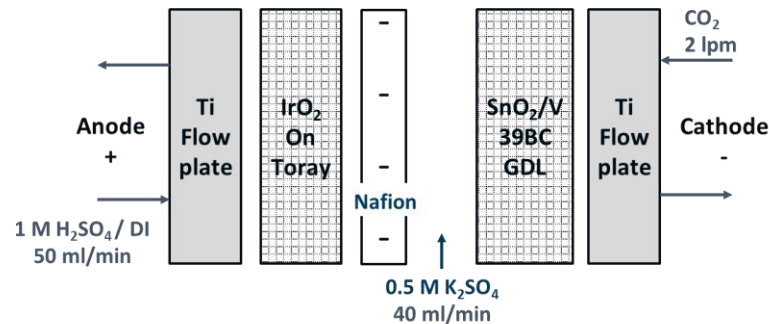 Anode
+
1 M H₂SO₄ / DI
50 ml/min
Ti
Flow
plate
IrO₂
On
Toray
-
-
-
Nafion
-
0.5 M K₂SO₄
40 ml/min
SnO₂/V
39BC
GDL
Ti
Flow
plate
CO₂
2 lpm
Cathode
-